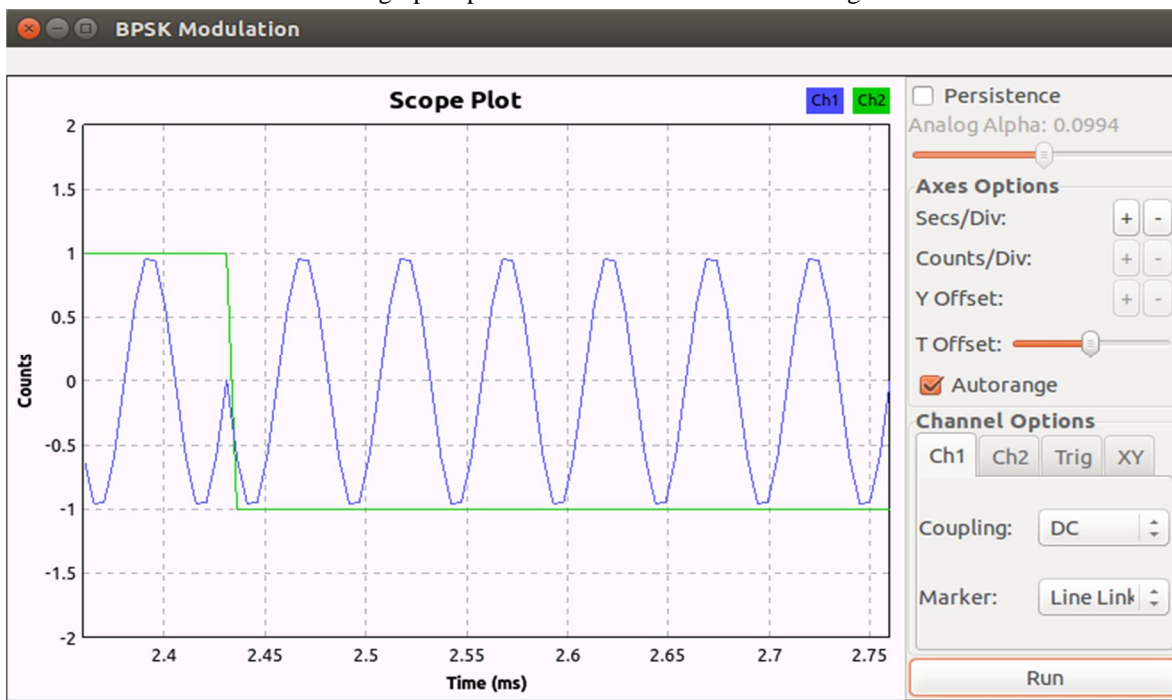 BPSK Modulation
Scope Plot
Ch1 Ch2
2
1.5
1
0.5
0
-0.5
-1
-1.5
-2
Counts
2.4 2.45 2.5 2.55 2.6 2.65 2.7 2.75
Time (ms)
Persistence
Analog Alpha: 0.0994
Axes Options
Secs/Div: + -
Counts/Div: + -
Y Offset: + -
T Offset:
Autorange
Channel Options
Ch1 Ch2 Trig XY
Coupling: DC
Marker: Line Link
Run